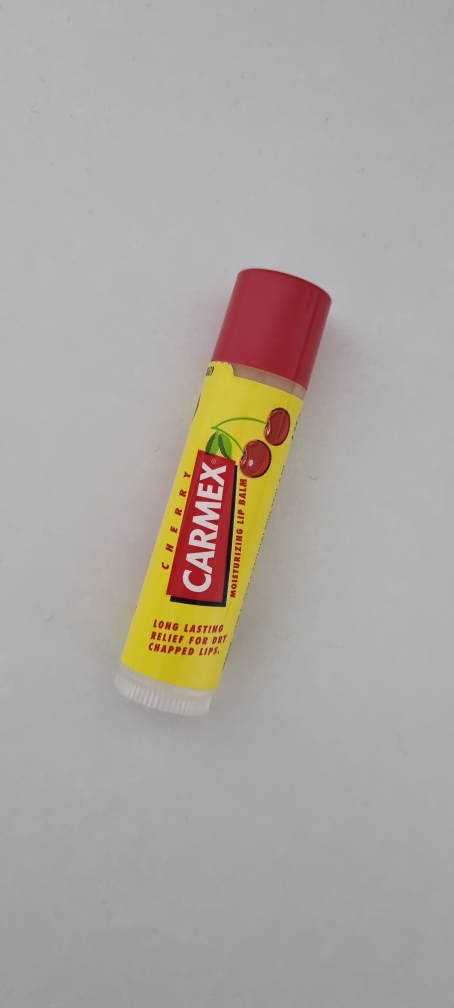 CHERRY
CARMEX
MOISTURIZING LIP BALM
LONG LASTING
RELIEF FOR DRY
CHAPPED LIPS.